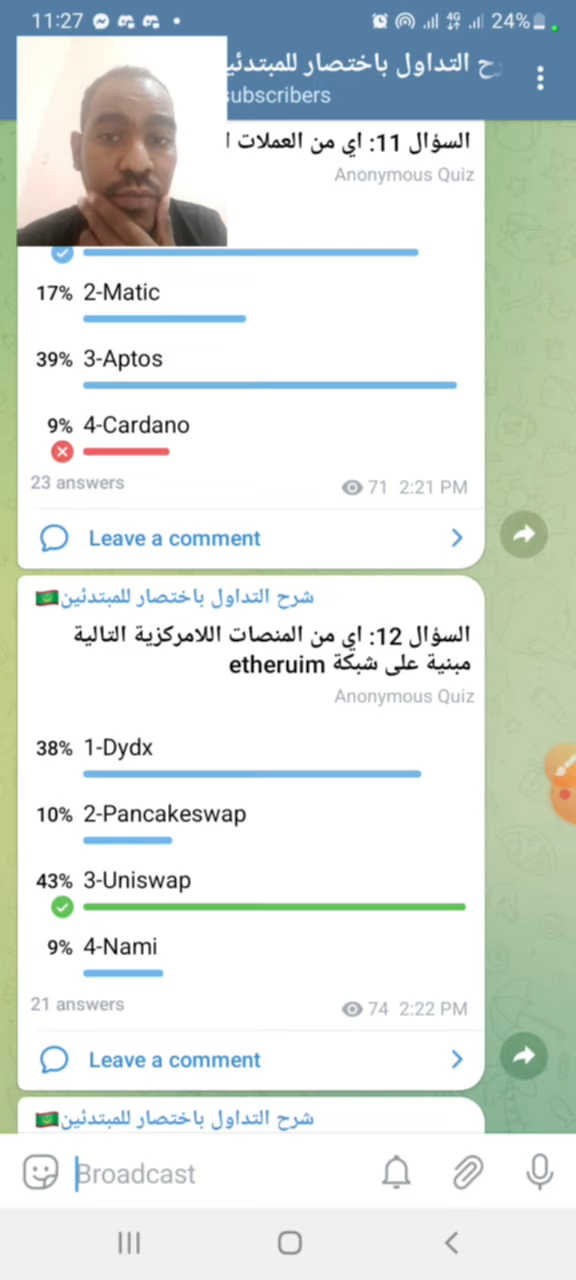 11:27
4G
24%
ح التداول باختصار للمبتدئي
subscribers
السؤال 11: اي من العملات ا
Anonymous Quiz
17% 2-Matic
39% 3-Aptos
9% 4-Cardano
23 answers
71 2:21 PM
Leave a comment
شرح التداول باختصار للمبتدئين
السؤال 12: اي من المنصات اللامركزية التالية
مبنية على شبكة etheruim
Anonymous Quiz
38% 1-Dydx
10% 2-Pancakeswap
43% 3-Uniswap
9% 4-Nami
21 answers
74 2:22 PM
Leave a comment
شرح التداول باختصار للمبتدئين
Broadcast